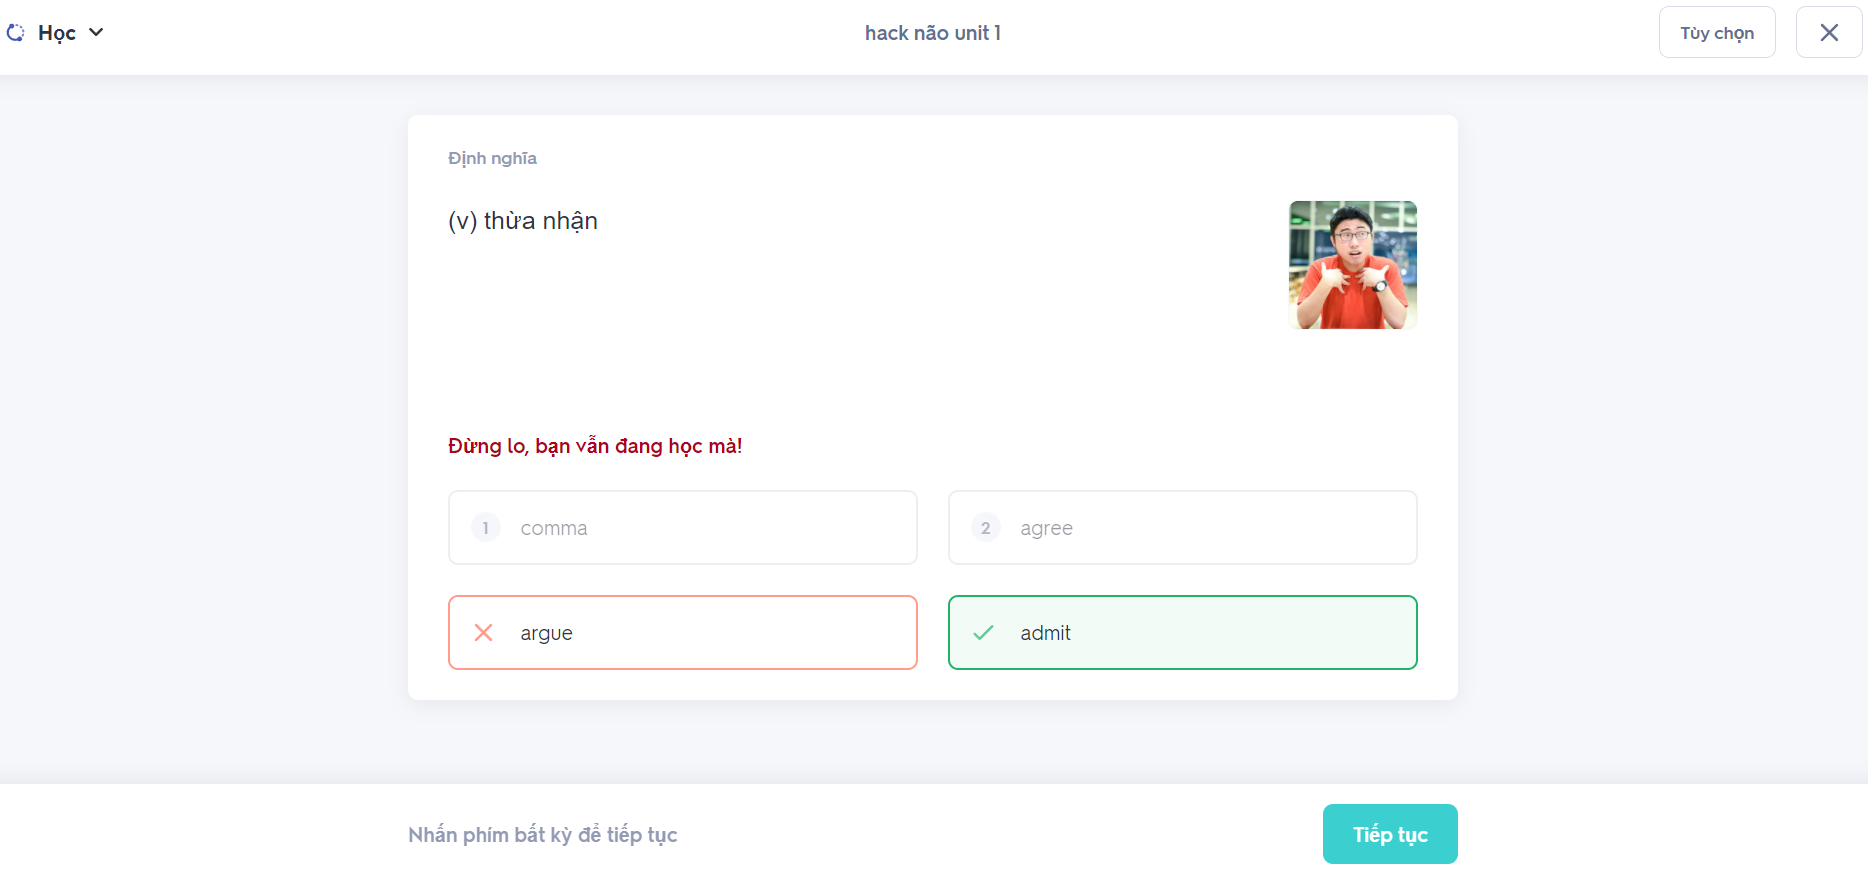 Học
hack não unit 1
Tùy chọn
Định nghĩa
(v) thừa nhận
Đừng lo, bạn vẫn đang học mà!
1 comma
2 agree
argue
admit
Nhấn phím bất kỳ để tiếp tục
Tiếp tục